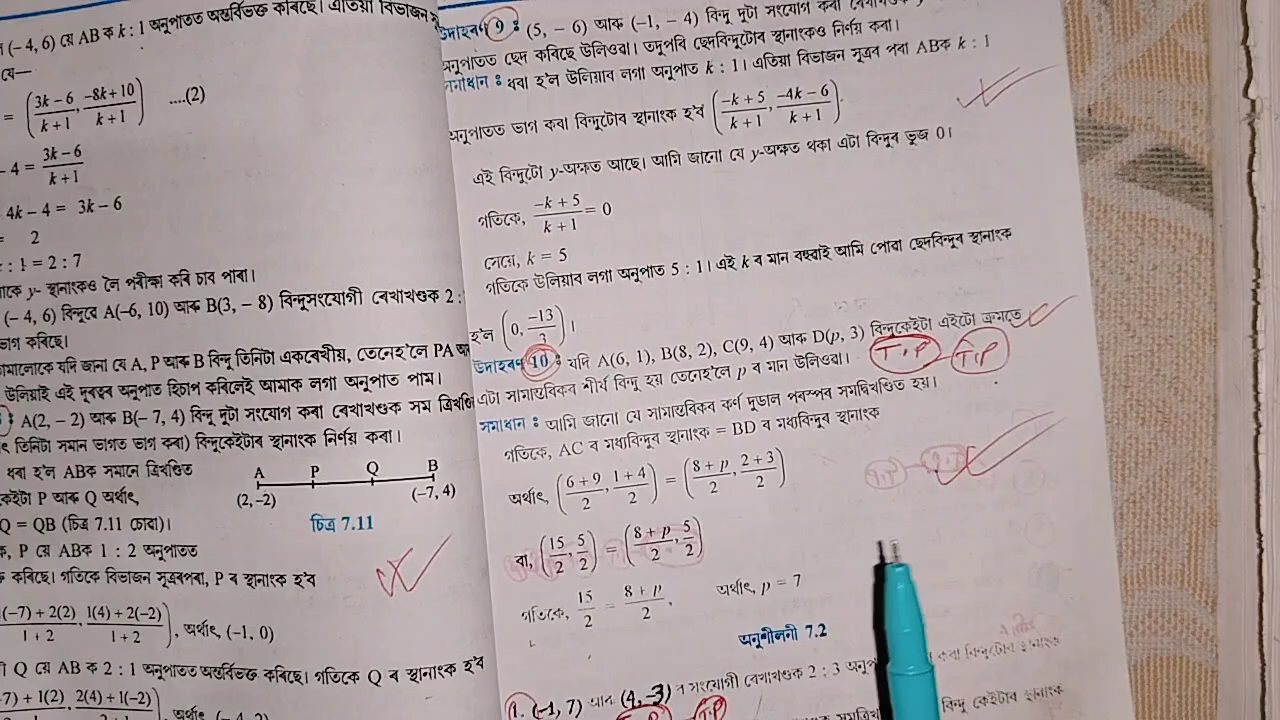 (– 4, 6) য়ে AB ক k : 1 অনুপাতত অন্তৰ্বিভক্ত কৰিছে। এতিয়া বিভাজন
যে—
= (3k – 6 / k + 1, –8k + 10 / k + 1) ....(2)
– 4 = 3k – 6 / k + 1
4k – 4 = 3k – 6
= 2
: 1 = 2 : 7
y- স্থানাংকও লৈ পৰীক্ষা কৰি চাব পাৰা।
(– 4, 6) বিন্দুৱে A(–6, 10) আৰু B(3, – 8) বিন্দুসংযোগী ৰেখাখণ্ডক 2 :
ভাগ কৰিছে।
যদি জনা যে A, P আৰু B বিন্দু তিনিটা একৰেখীয়, তেনেহ'লে PA আৰু
উলিয়াই এই দূৰত্বৰ অনুপাত হিচাপ কৰিলেই আমাক লগা অনুপাত পাম।
A(2, – 2) আৰু B(– 7, 4) বিন্দু দুটা সংযোগ কৰা ৰেখাখণ্ডক সম
তিনিটা সমান ভাগত ভাগ কৰা) বিন্দুকেইটাৰ স্থানাংক নিৰ্ণয় কৰা।
ধৰা হ'ল ABক সমানে ত্ৰিখণ্ডিত
P আৰু Q অৰ্থাৎ,
Q = QB (চিত্ৰ 7.11 চোৱা)।
A P Q B
(2, –2) (–7, 4)
চিত্ৰ 7.11
P য়ে ABক 1 : 2 অনুপাতত
কৰিছে। গতিকে বিভাজন সূত্ৰৰপৰা, P ৰ স্থানাংক হ'ব
(–7) + 2(2) / 1 + 2, 1(4) + 2(–2) / 1 + 2), অৰ্থাৎ, (–1, 0)
Q য়ে AB ক 2 : 1 অনুপাতত অন্তৰ্বিভক্ত কৰিছে। গতিকে Q ৰ স্থানাংক হ'ব
–7) + 1(2), 2(4) + 1(–2)
উদাহৰণ 9 : (5, – 6) আৰু (–1, – 4) বিন্দু দুটা সংযোগ কৰা
অনুপাতত ছেদ কৰিছে উলিওৱা। তদুপৰি ছেদবিন্দুটোৰ স্থানাংকও নিৰ্ণয় কৰা।
সমাধান : ধৰা হ'ল উলিয়াব লগা অনুপাত k : 1। এতিয়া বিভাজন সূত্ৰৰ পৰা ABক k : 1
অনুপাতত ভাগ কৰা বিন্দুটোৰ স্থানাংক হ'ব (–k + 5 / k + 1, –4k – 6 / k + 1).
এই বিন্দুটো y-অক্ষত আছে। আমি জানো যে y-অক্ষত থকা এটা বিন্দুৰ ভুজ 0।
গতিকে, –k + 5 / k + 1 = 0
সেয়ে, k = 5
গতিকে উলিয়াব লগা অনুপাত 5 : 1। এই k ৰ মান বহুৱাই আমি পোৱা ছেদবিন্দুৰ স্থানাংক
হ'ল (0, –13 / 3)।
উদাহৰণ 10 : যদি A(6, 1), B(8, 2), C(9, 4) আৰু D(p, 3) বিন্দুকেইটা এইটো ক্ৰমতে
এটা সামান্তৰিকৰ শীৰ্ষ বিন্দু হয় তেনেহ'লে p ৰ মান উলিওৱা।
T.P – T.P
সমাধান : আমি জানো যে সামান্তৰিকৰ কৰ্ণ দুডাল পৰস্পৰ সমদ্বিখণ্ডিত হয়।
গতিকে, AC ৰ মধ্যবিন্দুৰ স্থানাংক = BD ৰ মধ্যবিন্দুৰ স্থানাংক
অৰ্থাৎ, (6 + 9 / 2, 1 + 4 / 2) = (8 + p / 2, 2 + 3 / 2)
বা, (15 / 2, 5 / 2) = (8 + p / 2, 5 / 2)
গতিকে, 15 / 2 = 8 + p / 2, অৰ্থাৎ, p = 7
অনুশীলনী 7.2
1. (–1, 7) আৰু (4, –3) ৰ সংযোগী ৰেখাখণ্ডক 2 : 3 কৰা বিন্দুটোৰ স্থানাংক
T.P T.P
বিন্দু কেইটাৰ স্থানাংক